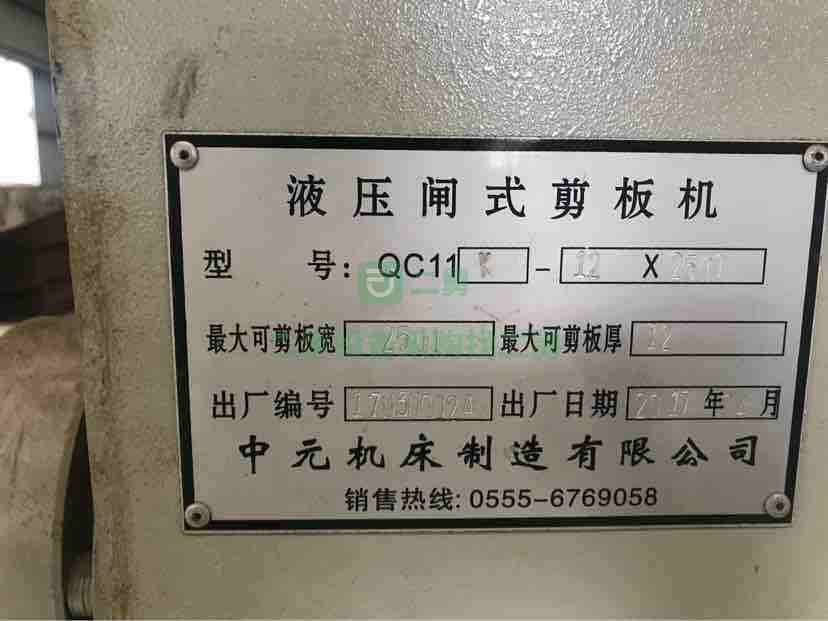 液压闸式剪板机
型 号: QC11 K - 12 X 2500
最大可剪板宽 2500 最大可剪板厚 12
出厂编号 出厂日期 2017 年 月
中元机床制造有限公司
销售热线: 0555-6769058